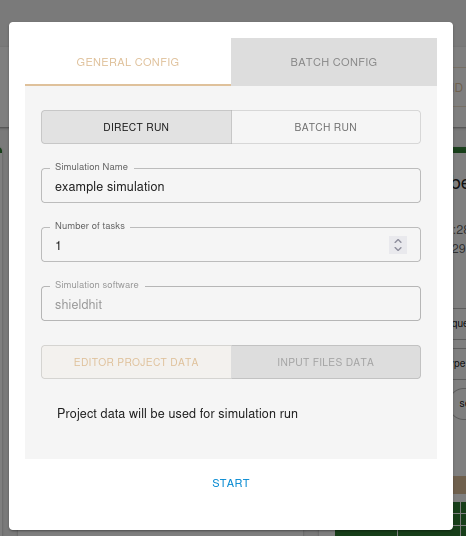 GENERAL CONFIG
BATCH CONFIG
DIRECT RUN
BATCH RUN
Simulation Name
example simulation
Number of tasks
1
Simulation software
shieldhit
EDITOR PROJECT DATA
INPUT FILES DATA
Project data will be used for simulation run
START